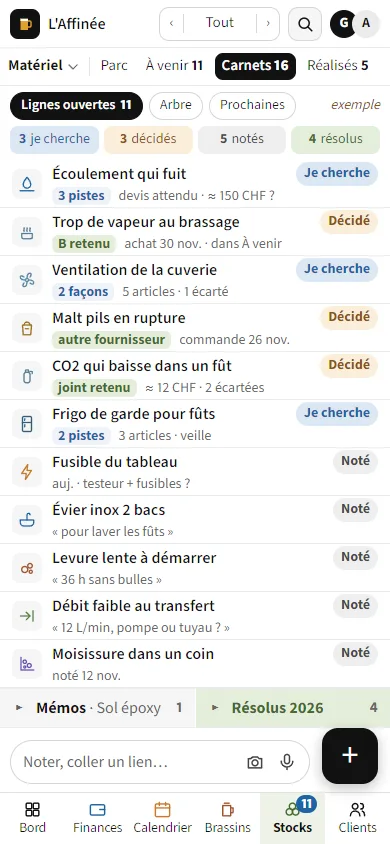 L'Affinée
‹ Tout ›
G A
Matériel Parc À venir 11 Carnets 16 Réalisés 5
Lignes ouvertes 11 Arbre Prochaines exemple
3 je cherche 3 décidés 5 notés 4 résolus
Écoulement qui fuit Je cherche
3 pistes devis attendu · ≈ 150 CHF ?
Trop de vapeur au brassage Décidé
B retenu achat 30 nov. · dans À venir
Ventilation de la cuverie Je cherche
2 façons 5 articles · 1 écarté
Malt pils en rupture Décidé
autre fournisseur commande 26 nov.
CO2 qui baisse dans un fût Décidé
joint retenu ≈ 12 CHF · 2 écartées
Frigo de garde pour fûts Je cherche
2 pistes 3 articles · veille
Fusible du tableau Noté
auj. · testeur + fusibles ?
Évier inox 2 bacs Noté
« pour laver les fûts »
Levure lente à démarrer Noté
« 36 h sans bulles »
Débit faible au transfert Noté
« 12 L/min, pompe ou tuyau ? »
Moisissure dans un coin Noté
noté 12 nov.
▸ Mémos · Sol époxy 1 ▸ Résolus 2026 4
Noter, coller un lien… +
11
Bord Finances Calendrier Brassins Stocks Clients